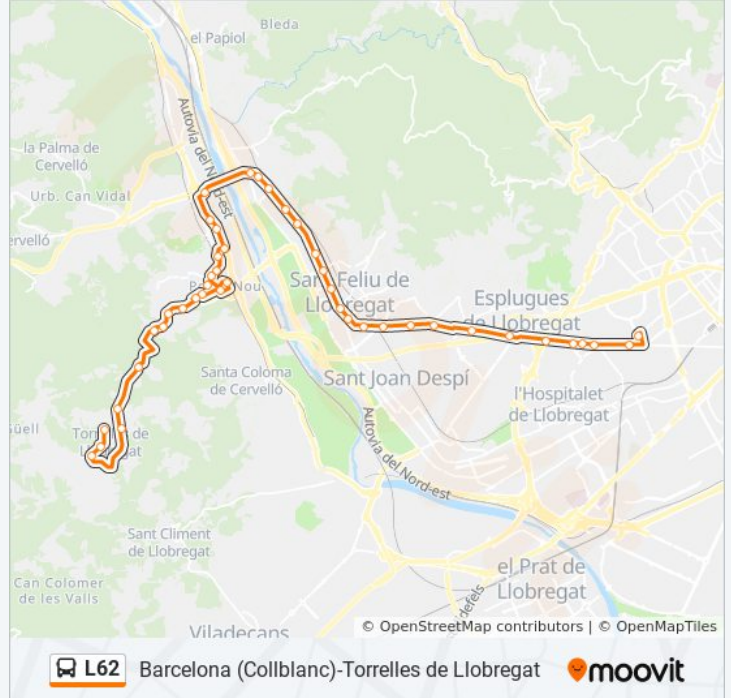 Bleda
el Papiol
Autovia del Nord-est
la Palma de
Cervelló
Urb. Can Vidal
ervelló
Sant Feliu de
Llobregat
Esplugues
de Llobregat
Santa Coloma
de Cervelló
Sant Joan Despí
l'Hospitalet
de Llobregat
Güell
Autovia del Nord-est
Sant Climent
de Llobregat
el Prat de
Llobregat
Can Colomer
de les Valls
defels
Viladecans
© OpenStreetMap contributors | © OpenMapTiles
L62 Barcelona (Collblanc)-Torrelles de Llobregat moovit